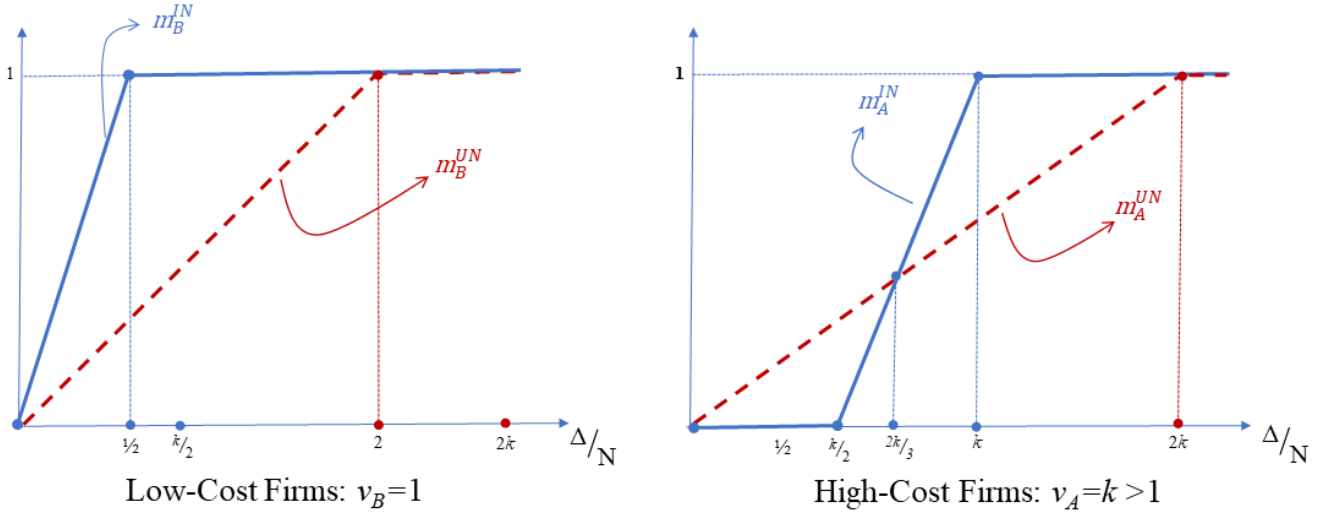 m_B^{IN}
1
m_B^{UN}
½
k/2
2
2k
Δ/N
Low-Cost Firms: v_B=1
1
m_A^{IN}
m_A^{UN}
½
k/2
2k/3
k
2k
Δ/N
High-Cost Firms: v_A=k >1